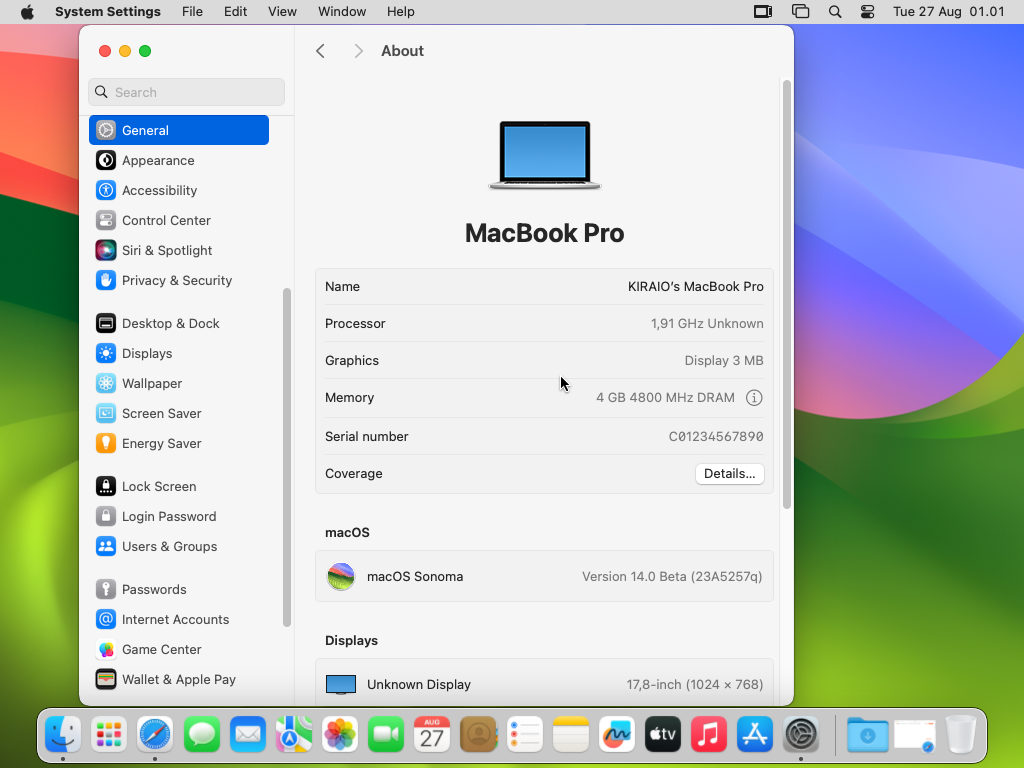 System Settings File Edit View Window Help Tue 27 Aug 01.01
About
Search
General
Appearance
Accessibility
Control Center
Siri & Spotlight
Privacy & Security
Desktop & Dock
Displays
Wallpaper
Screen Saver
Energy Saver
Lock Screen
Login Password
Users & Groups
Passwords
Internet Accounts
Game Center
Wallet & Apple Pay
MacBook Pro
Name KIRAIO's MacBook Pro
Processor 1,91 GHz Unknown
Graphics Display 3 MB
Memory 4 GB 4800 MHz DRAM
Serial number C01234567890
Coverage Details...
macOS
macOS Sonoma Version 14.0 Beta (23A5257q)
Displays
Unknown Display 17,8-inch (1024 × 768)
AUG
27
tv